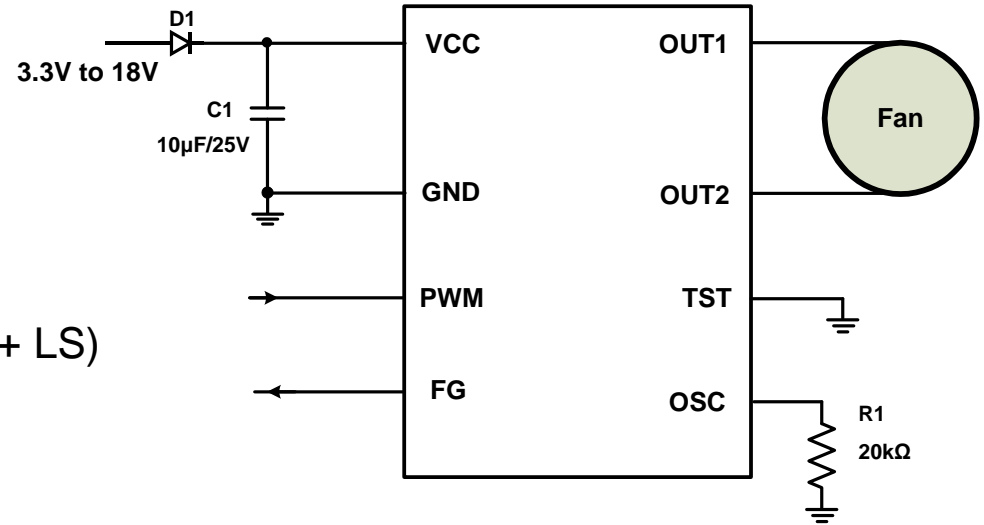 D1
3.3V to 18V
C1
10µF/25V
VCC
GND
PWM
FG
OUT1
OUT2
TST
OSC
Fan
R1
20kΩ
+ LS)